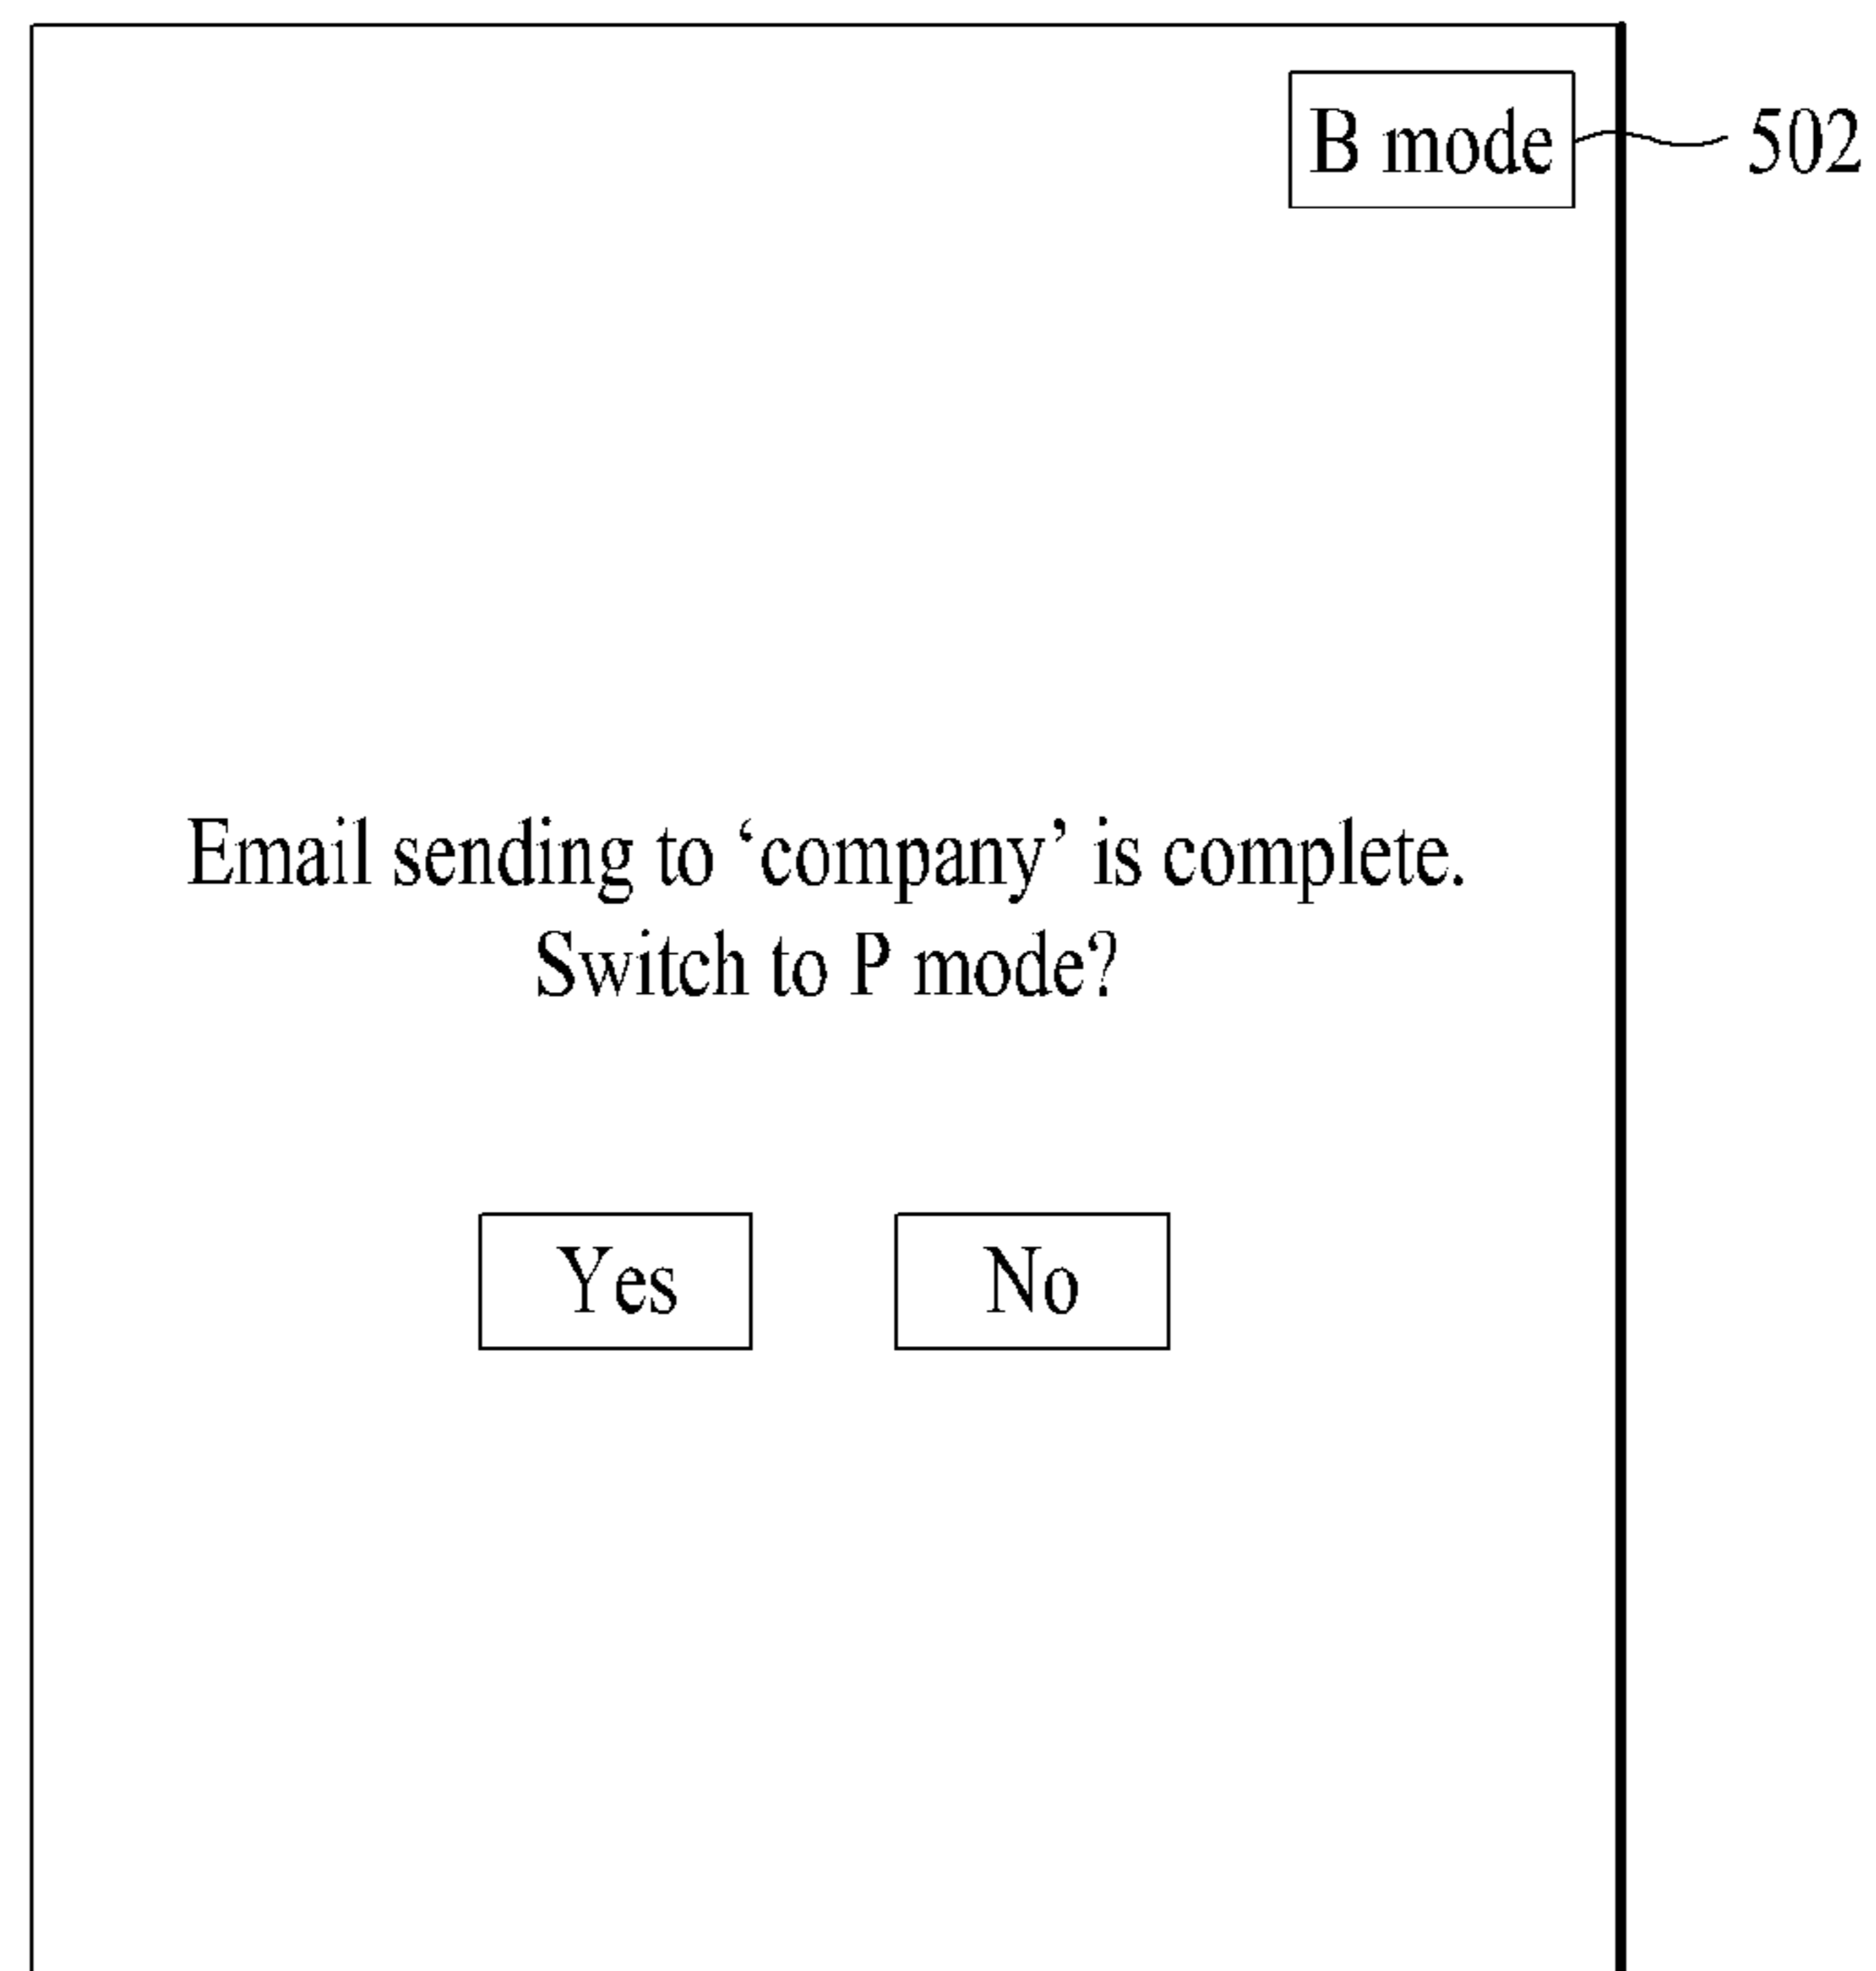 B mode
502
Email sending to ‘company’ is complete.
Switch to P mode?
Yes
No